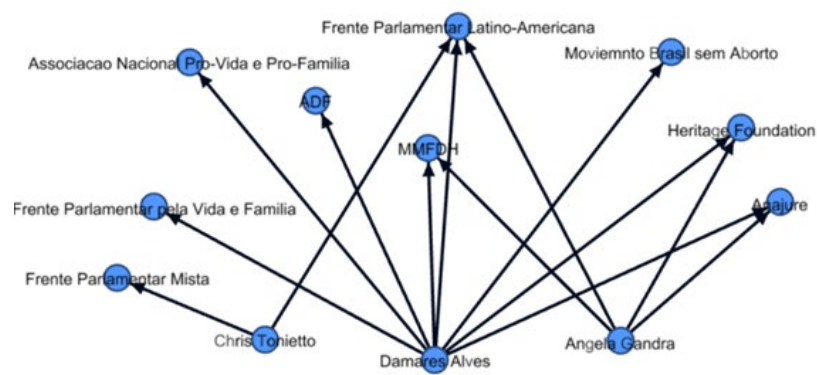 Frente Parlamentar Latino-Americana
Moviemnto Brasil sem Aborto
Associacao Nacional Pro-Vida e Pro-Familia
ADF
Heritage Foundation
MMFDH
Anajure
Frente Parlamentar pela Vida e Familia
Frente Parlamentar Mista
Chris Tonietto
Angela Gandra
Damares Alves